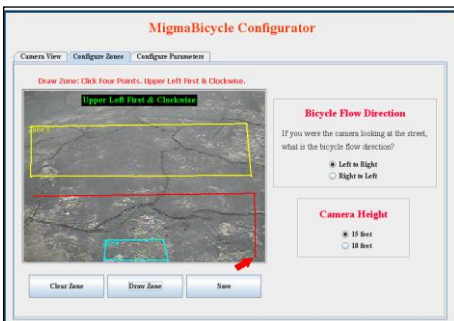 MigmaBicycle Configurator
Camera View
Configure Zones
Configure Parameters
Draw Zone: Click Four Points. Upper Left First & Clockwise.
Upper Left First & Clockwise
Bicycle Flow Direction
If you were the camera looking at the street,
what is the bicycle flow direction?
Left to Right
Right to Left
Camera Height
15 feet
18 feet
Clear Zone
Draw Zone
Save